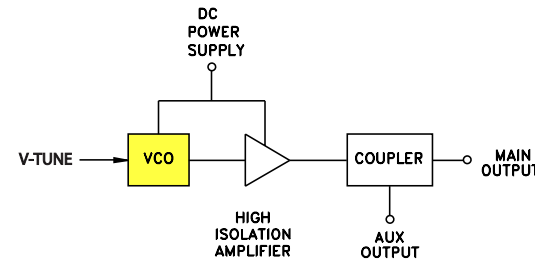 DC
POWER
SUPPLY
V-TUNE
VCO
COUPLER
MAIN
OUTPUT
HIGH
ISOLATION
AMPLIFIER
AUX
OUTPUT